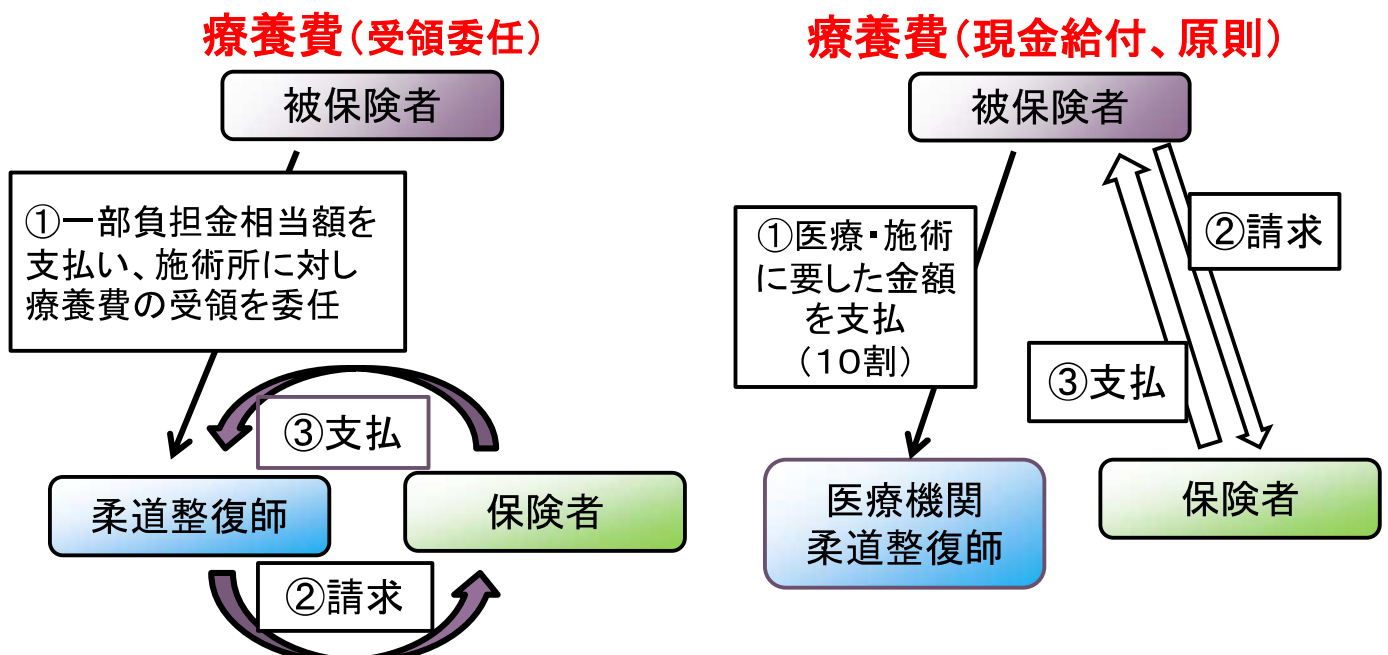 療養費(受領委任)
被保険者
①一部負担金相当額を
支払い、施術所に対し
療養費の受領を委任
③支払
柔道整復師
保険者
②請求
療養費(現金給付、原則)
被保険者
①医療・施術
に要した金額
を支払
(10割)
②請求
③支払
医療機関
柔道整復師
保険者